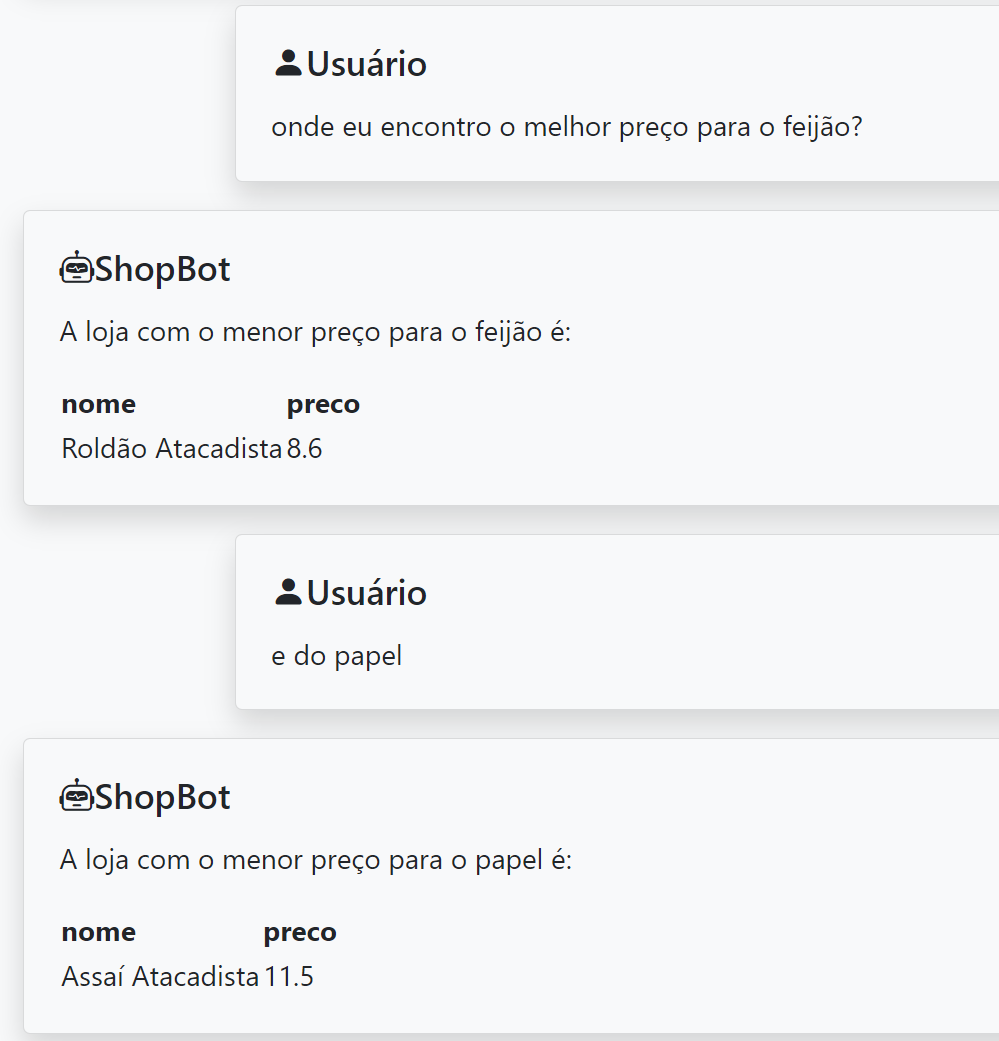 Usuário
onde eu encontro o melhor preço para o feijão?
ShopBot
A loja com o menor preço para o feijão é:
nome preco
Roldão Atacadista 8.6
Usuário
e do papel
ShopBot
A loja com o menor preço para o papel é:
nome preco
Assaí Atacadista 11.5